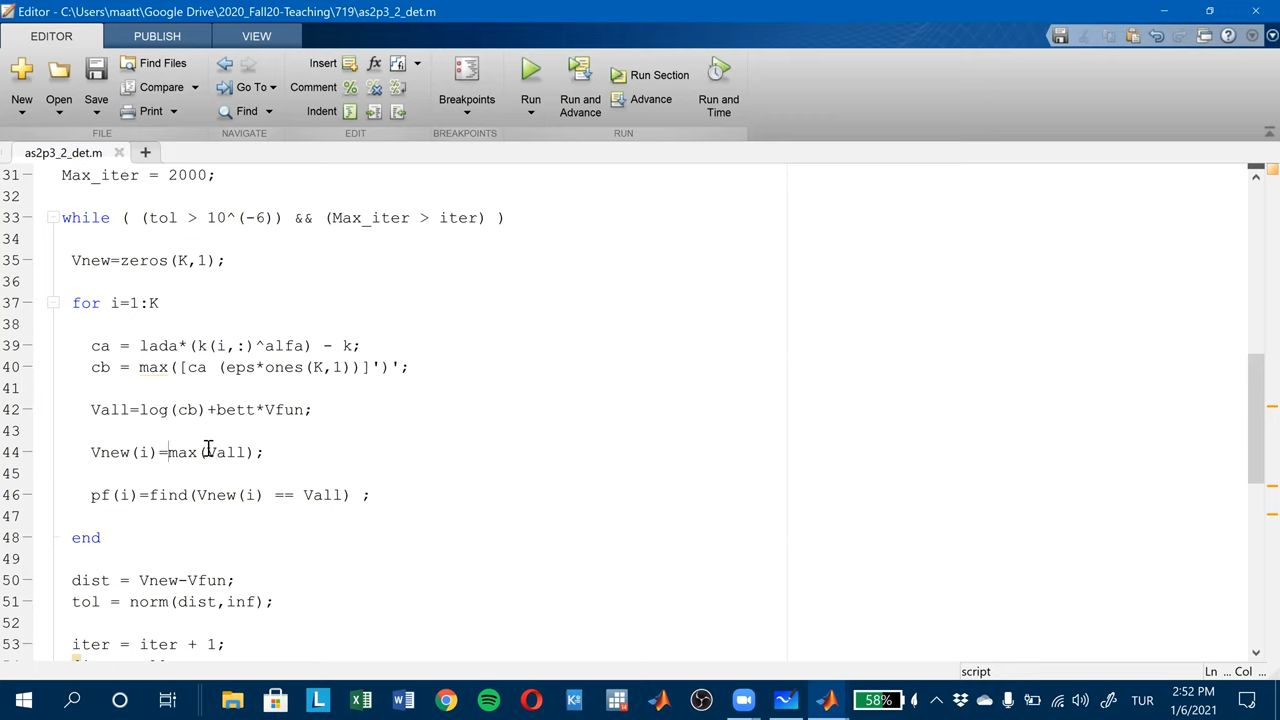 Editor - C:\Users\maatt\Google Drive\2020_Fall20-Teaching\719\as2p3_2_det.m
EDITOR PUBLISH VIEW
New Open Save Find Files Compare Print
FILE
Go To Find
NAVIGATE
Insert Comment Indent
EDIT
Breakpoints
BREAKPOINTS
Run Run and Advance Run Section Advance Run and Time
RUN
as2p3_2_det.m
31 Max_iter = 2000;
32
33 while ( (tol > 10^(-6)) && (Max_iter > iter) )
34
35 Vnew=zeros(K,1);
36
37 for i=1:K
38
39 ca = lada*(k(i,:)^alfa) - k;
40 cb = max([ca (eps*ones(K,1))]')';
41
42 Vall=log(cb)+bett*Vfun;
43
44 Vnew(i)=max(Vall);
45
46 pf(i)=find(Vnew(i) == Vall) ;
47
48 end
49
50 dist = Vnew-Vfun;
51 tol = norm(dist,inf);
52
53 iter = iter + 1;
script Ln ... Col ...
58% TUR 2:52 PM
1/6/2021